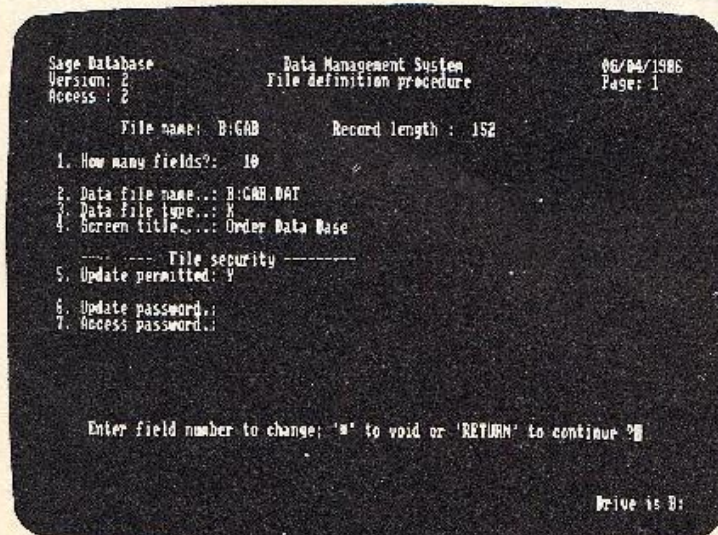 Sage Database Data Management System 06/04/1986
Version: 2 File definition procedure Page: 1
Access : 2
File name: B:GAB Record length : 152
1. How many fields?: 10
2. Data file name..: B:GAB.DAT
3. Data file type..: K
4. Screen title....: Order Data Base
---- ---- File security ---------
5. Update permitted: Y
6. Update password.:
7. Access password.:
Enter field number to change; '*' to void or 'RETURN' to continue ?
Drive is B: